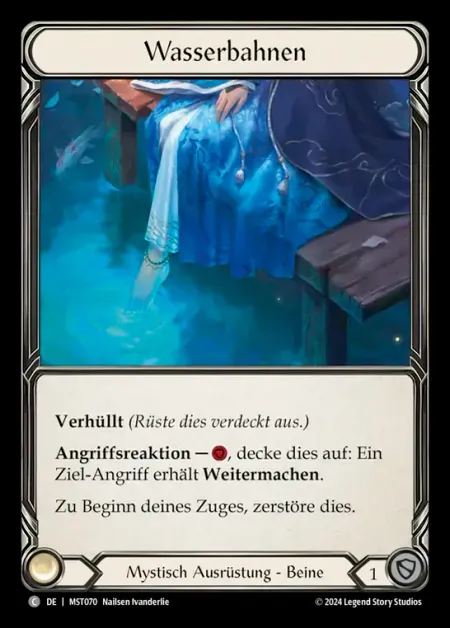 Wasserbahnen
Verhüllt (Rüste dies verdeckt aus.)
Angriffsreaktion — , decke dies auf: Ein
Ziel-Angriff erhält Weitermachen.
Zu Beginn deines Zuges, zerstöre dies.
Mystisch Ausrüstung - Beine
1
C DE | MST070 Nailsen Ivanderlie
© 2024 Legend Story Studios